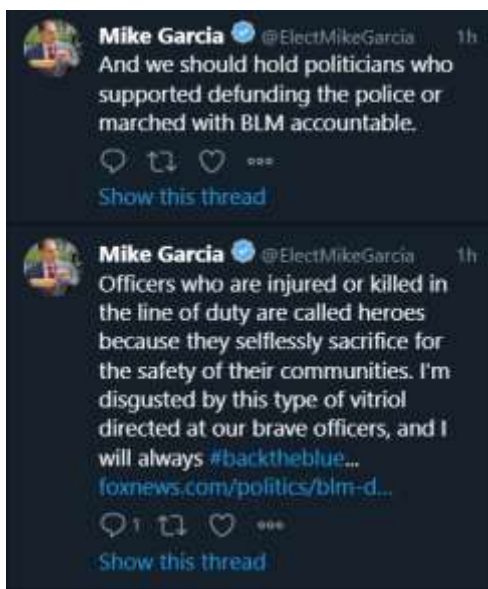 Mike Garcia @ElectMikeGarcia 1h
And we should hold politicians who
supported defunding the police or
marched with BLM accountable.
Show this thread
Mike Garcia @ElectMikeGarcia 1h
Officers who are injured or killed in
the line of duty are called heroes
because they selflessly sacrifice for
the safety of their communities. I'm
disgusted by this type of vitriol
directed at our brave officers, and I
will always #backtheblue...
foxnews.com/politics/blm-d...
1
Show this thread